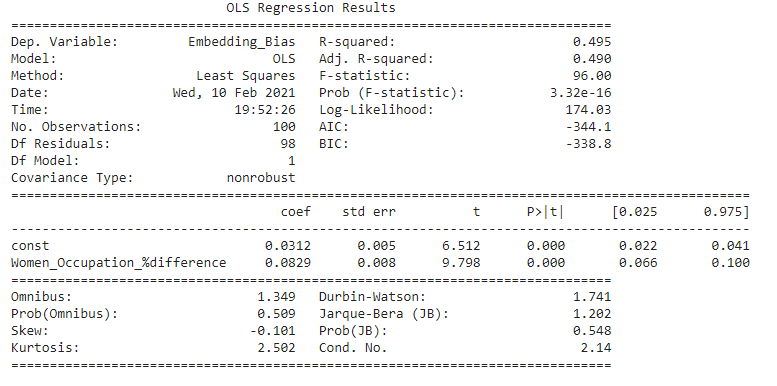 OLS Regression Results
==============================================================================
Dep. Variable:         Embedding_Bias   R-squared:                       0.495
Model:                            OLS   Adj. R-squared:                  0.490
Method:                 Least Squares   F-statistic:                     96.00
Date:                Wed, 10 Feb 2021   Prob (F-statistic):           3.32e-16
Time:                        19:52:26   Log-Likelihood:                 174.03
No. Observations:                 100   AIC:                            -344.1
Df Residuals:                      98   BIC:                            -338.8
Df Model:                           1
Covariance Type:            nonrobust
================================================================================================
                                   coef    std err          t      P>|t|      [0.025      0.975]
------------------------------------------------------------------------------------------------
const                            0.0312      0.005      6.512      0.000       0.022       0.041
Women_Occupation_%difference     0.0829      0.008      9.798      0.000       0.066       0.100
==============================================================================
Omnibus:                        1.349   Durbin-Watson:                   1.741
Prob(Omnibus):                  0.509   Jarque-Bera (JB):                1.202
Skew:                          -0.101   Prob(JB):                        0.548
Kurtosis:                       2.502   Cond. No.                         2.14
==============================================================================